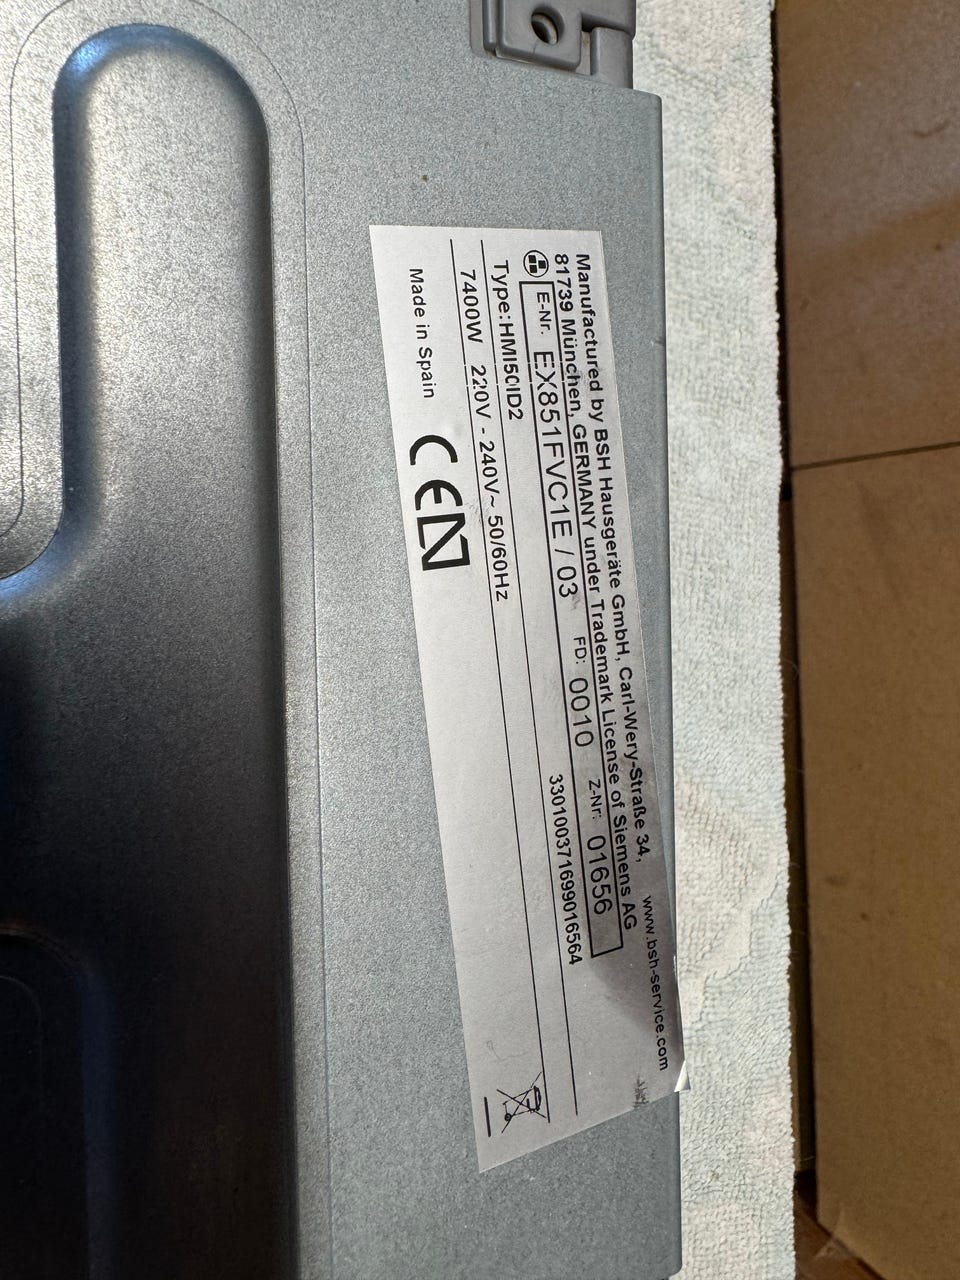 Manufactured by BSH Hausgeräte GmbH, Carl-Wery-Straße 34,
81739 München, GERMANY under Trademark License of Siemens AG
www.bsh-service.com
E-Nr. EX851FVC1E / 03 FD: 0010 Z-Nr: 01656
Type:HMI50ID2
330100371699016564
7400W 220V - 240V~ 50/60Hz
Made in Spain
CE